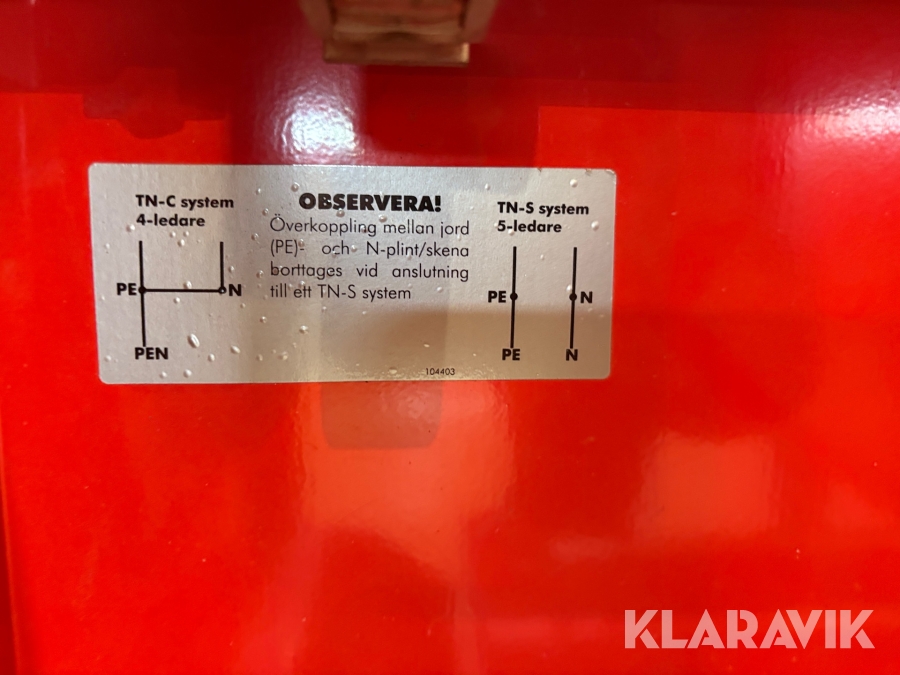 TN-C system
4-ledare
PE
N
PEN
OBSERVERA!
Överkoppling mellan jord
(PE)- och N-plint/skena
borttages vid anslutning
till ett TN-S system
TN-S system
5-ledare
PE
N
PE
N
104403
KLARAVIK